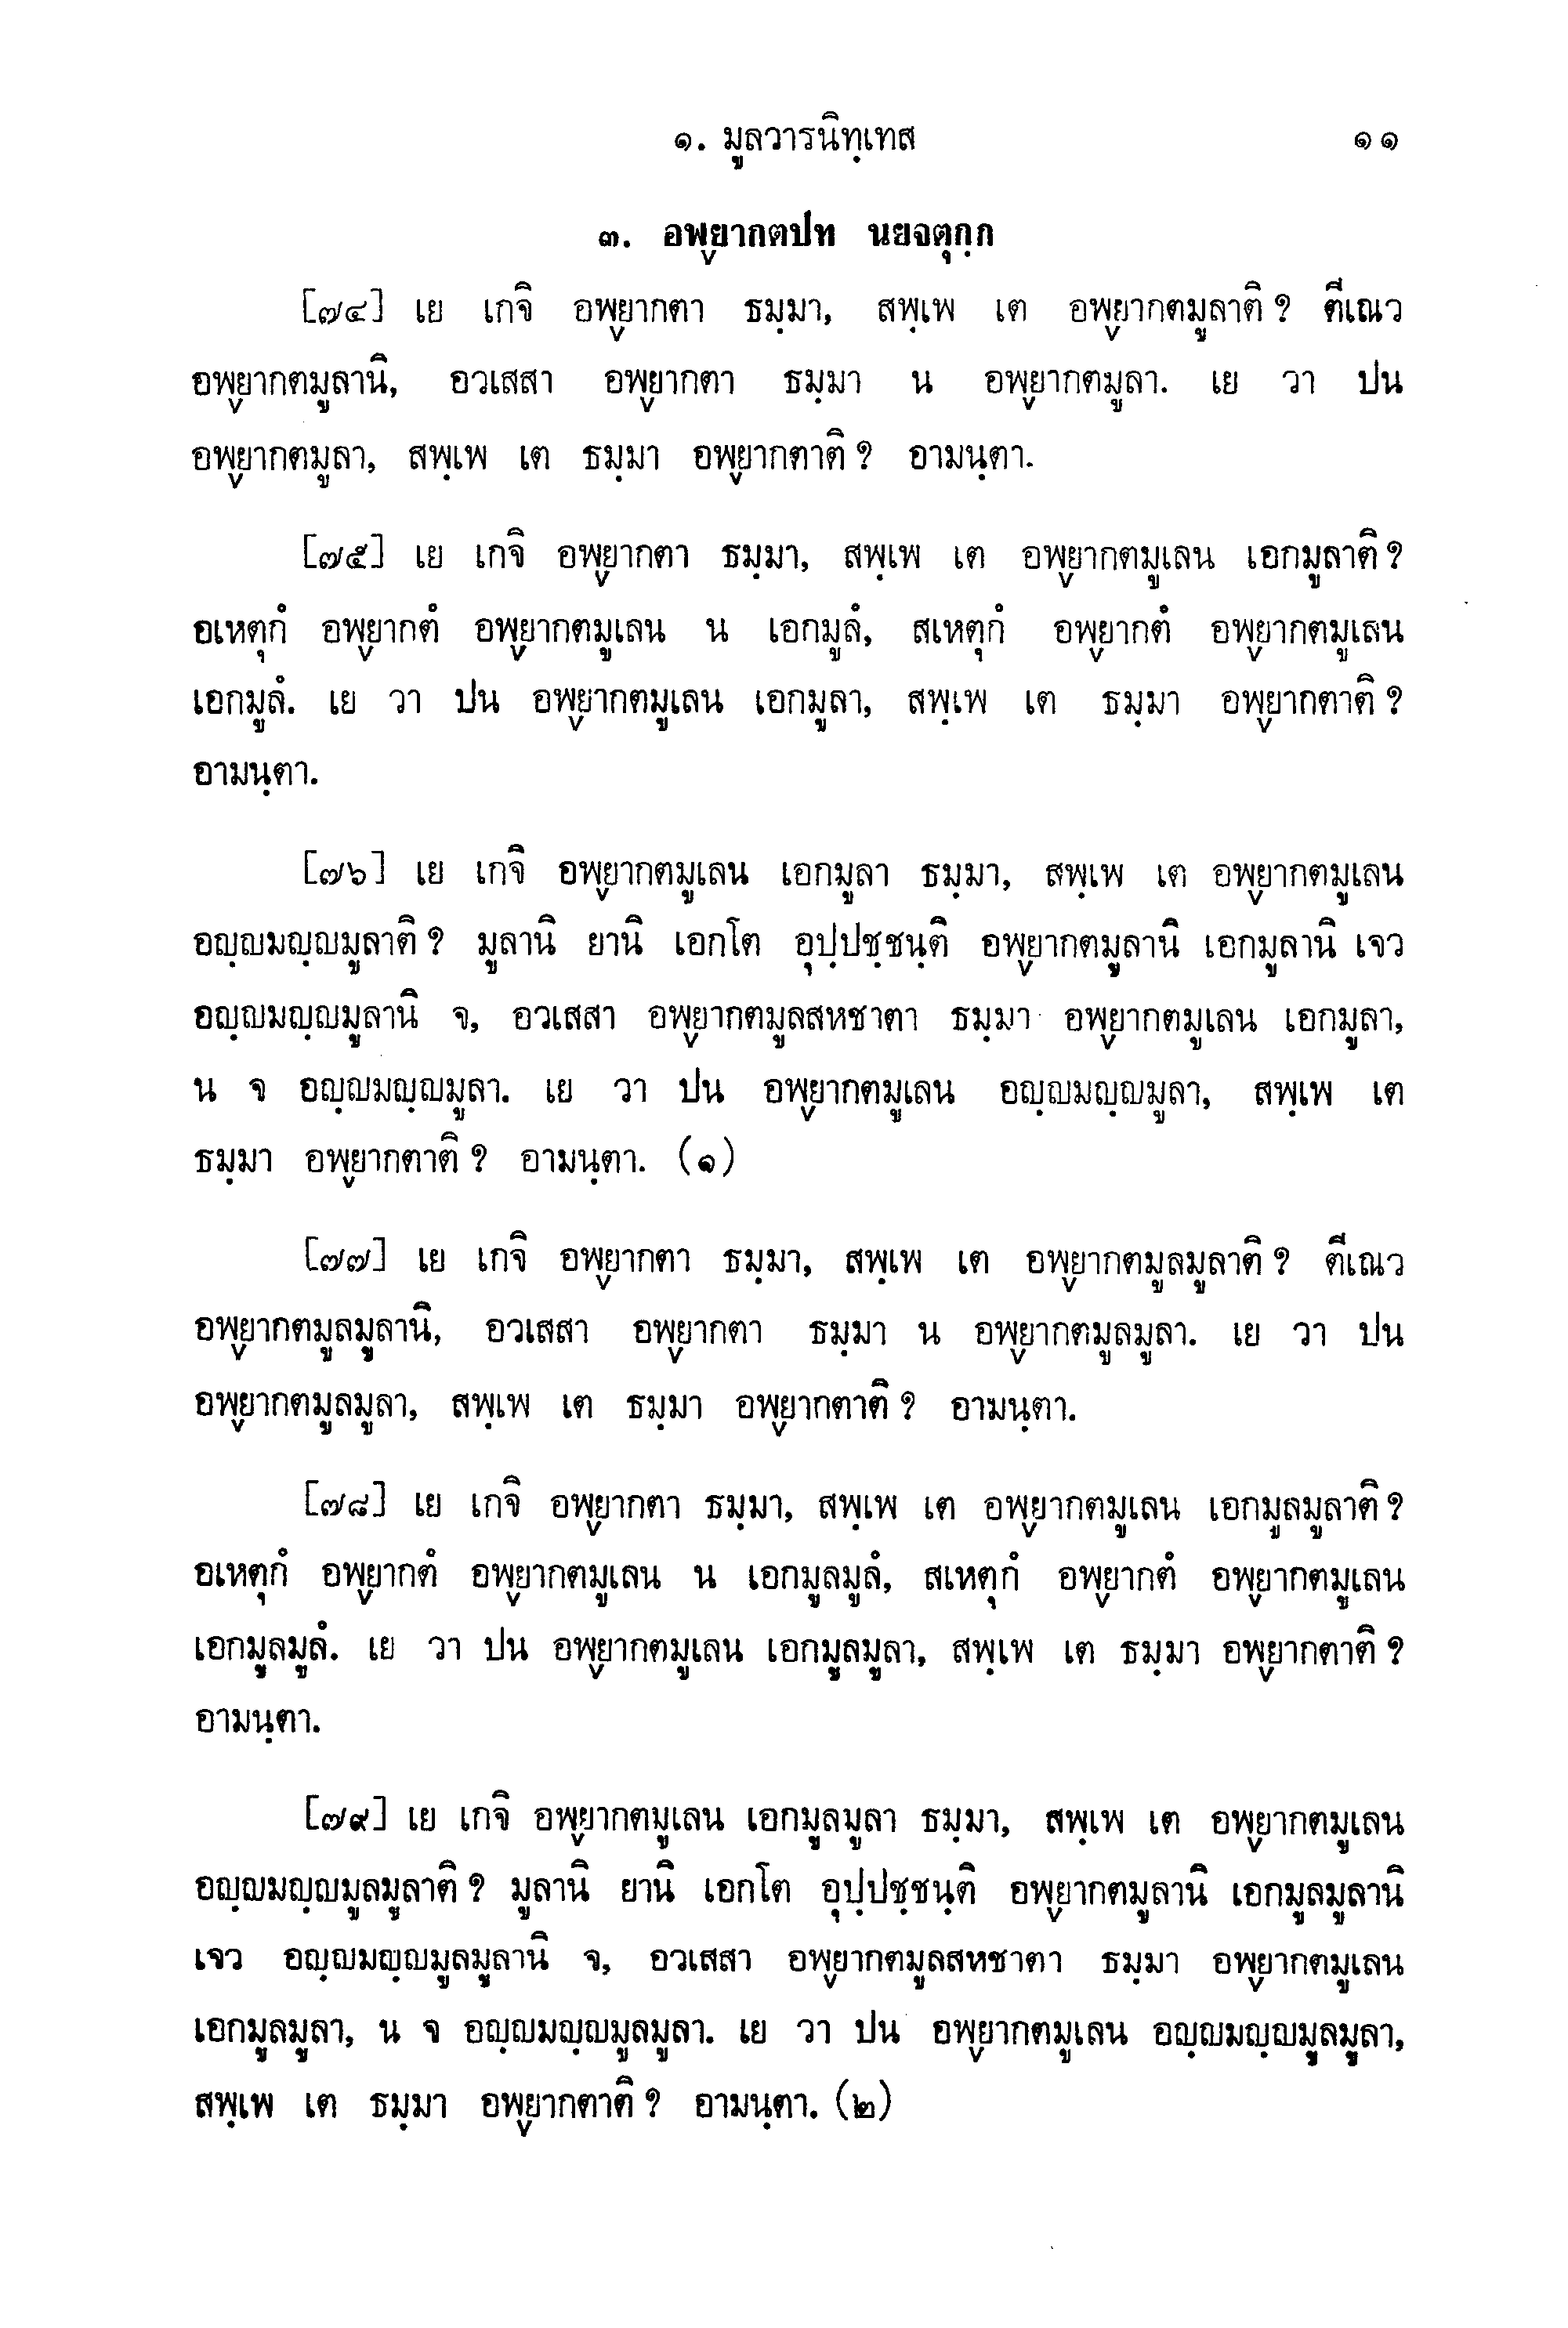 ๑. มูลวารนิทฺเทส ๑๑
๓. อพ๎ยากตปท นยจตุกฺก
[๗๔] เย เกจิ อพ๎ยากตา ธมฺมา, สพฺเพ เต อพ๎ยากตมูลาติ ? ตีเณว
อพ๎ยากตมูลานิ, อวเสสา อพ๎ยากตา ธมฺมา น อพ๎ยากตมูลา. เย วา ปน
อพ๎ยากตมูลา, สพฺเพ เต ธมฺมา อพ๎ยากตาติ ? อามนฺตา.
[๗๕] เย เกจิ อพ๎ยากตา ธมฺมา, สพฺเพ เต อพ๎ยากตมูเลน เอกมูลาติ ?
อเหตุกํ อพ๎ยากตํ อพ๎ยากตมูเลน น เอกมูลํ, สเหตุกํ อพ๎ยากตํ อพ๎ยากตมูเลน
เอกมูลํ. เย วา ปน อพ๎ยากตมูเลน เอกมูลา, สพฺเพ เต ธมฺมา อพ๎ยากตาติ ?
อามนฺตา.
[๗๖] เย เกจิ อพ๎ยากตมูเลน เอกมูลา ธมฺมา, สพฺเพ เต อพ๎ยากตมูเลน
อญฺญมญฺญมูลาติ ? มูลานิ ยานิ เอกโต อุปฺปชฺชนฺติ อพ๎ยากตมูลานิ เอกมูลานิ เจว
อญฺญมญฺญมูลานิ จ, อวเสสา อพ๎ยากตมูลสหชาตา ธมฺมา อพ๎ยากตมูเลน เอกมูลา,
น จ อญฺญมญฺญมูลา. เย วา ปน อพ๎ยากตมูเลน อญฺญมญฺญมูลา, สพฺเพ เต
ธมฺมา อพ๎ยากตาติ ? อามนฺตา. (๑)
[๗๗] เย เกจิ อพ๎ยากตา ธมฺมา, สพฺเพ เต อพ๎ยากตมูลมูลาติ ? ตีเณว
อพ๎ยากตมูลมูลานิ, อวเสสา อพ๎ยากตา ธมฺมา น อพ๎ยากตมูลมูลา. เย วา ปน
อพ๎ยากตมูลมูลา, สพฺเพ เต ธมฺมา อพ๎ยากตาติ ? อามนฺตา.
[๗๘] เย เกจิ อพ๎ยากตา ธมฺมา, สพฺเพ เต อพ๎ยากตมูเลน เอกมูลมูลาติ ?
อเหตุกํ อพ๎ยากตํ อพ๎ยากตมูเลน น เอกมูลมูลํ, สเหตุกํ อพ๎ยากตํ อพ๎ยากตมูเลน
เอกมูลมูลํ. เย วา ปน อพ๎ยากตมูเลน เอกมูลมูลา, สพฺเพ เต ธมฺมา อพ๎ยากตาติ ?
อามนฺตา.
[๗๙] เย เกจิ อพ๎ยากตมูเลน เอกมูลมูลา ธมฺมา, สพฺเพ เต อพ๎ยากตมูเลน
อญฺญมญฺญมูลมูลาติ ? มูลานิ ยานิ เอกโต อุปฺปชฺชนฺติ อพ๎ยากตมูลานิ เอกมูลมูลานิ
เจว อญฺญมญฺญมูลมูลานิ จ, อวเสสา อพ๎ยากตมูลสหชาตา ธมฺมา อพ๎ยากตมูเลน
เอกมูลมูลา, น จ อญฺญมญฺญมูลมูลา. เย วา ปน อพ๎ยากตมูเลน อญฺญมญฺญมูลมูลา,
สพฺเพ เต ธมฺมา อพ๎ยากตาติ ? อามนฺตา. (๒)